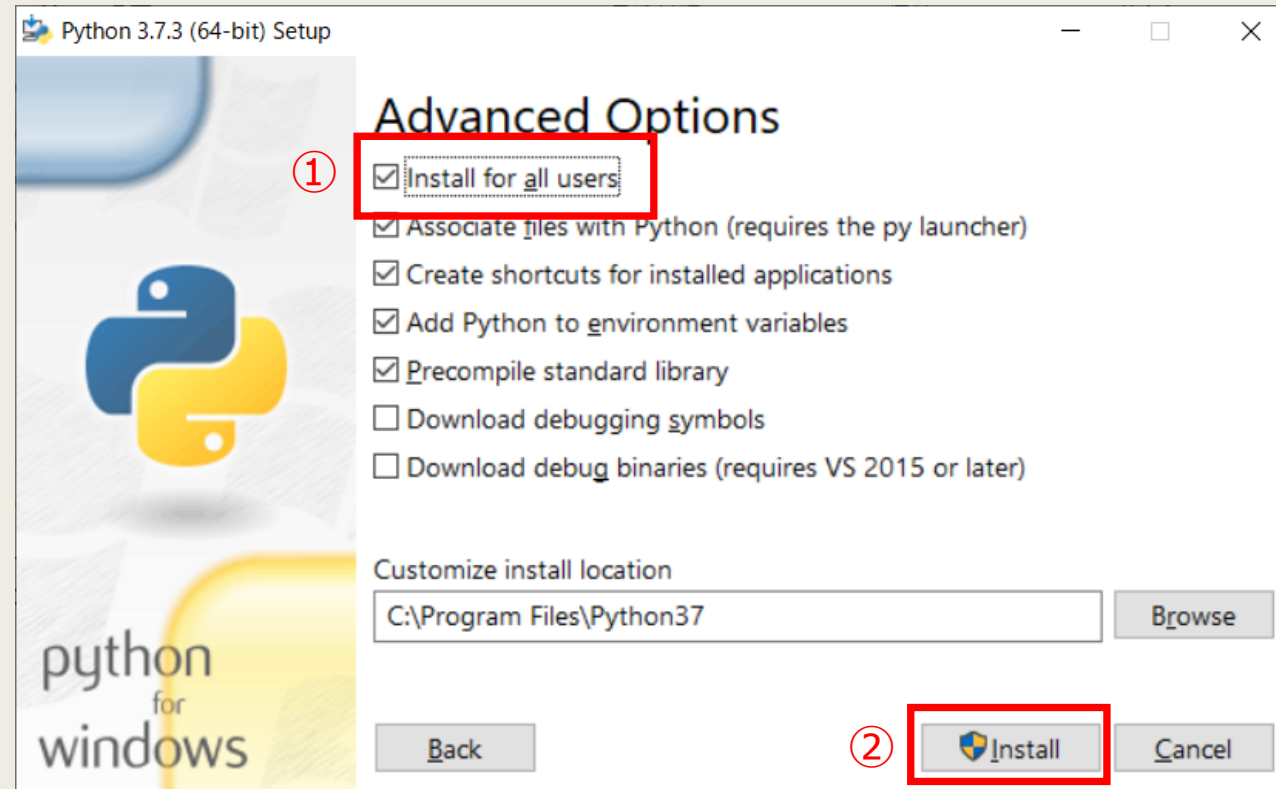 Python 3.7.3 (64-bit) Setup
Advanced Options
① Install for all users
Associate files with Python (requires the py launcher)
Create shortcuts for installed applications
Add Python to environment variables
Precompile standard library
Download debugging symbols
Download debug binaries (requires VS 2015 or later)
Customize install location
C:\Program Files\Python37 Browse
python
for
windows
Back ② Install Cancel